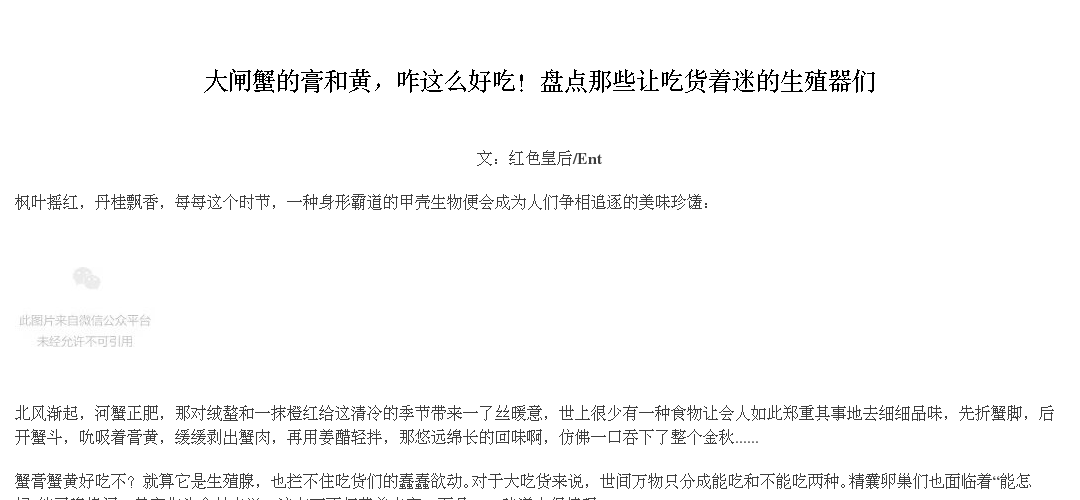 大闸蟹的膏和黄，咋这么好吃！盘点那些让吃货着迷的生殖器们
文：红色皇后/Ent
枫叶摇红，丹桂飘香，每每这个时节，一种身形霸道的甲壳生物便会成为人们争相追逐的美味珍馐：
此图片来自微信公众平台
未经允许不可引用
北风渐起，河蟹正肥，那对绒螯和一抹橙红给这清冷的季节带来一了丝暖意，世上很少有一种食物让会人如此郑重其事地去细细品味，先折蟹脚，后
开蟹斗，吮吸着膏黄，缓缓剥出蟹肉，再用姜醋轻拌，那悠远绵长的回味啊，仿佛一口吞下了整个金秋......
蟹膏蟹黄好吃不？就算它是生殖腺，也拦不住吃货们的蠢蠢欲动。对于大吃货来说，世间万物只分成能吃和不能吃两种。精囊卵巢们也面临着“能怎